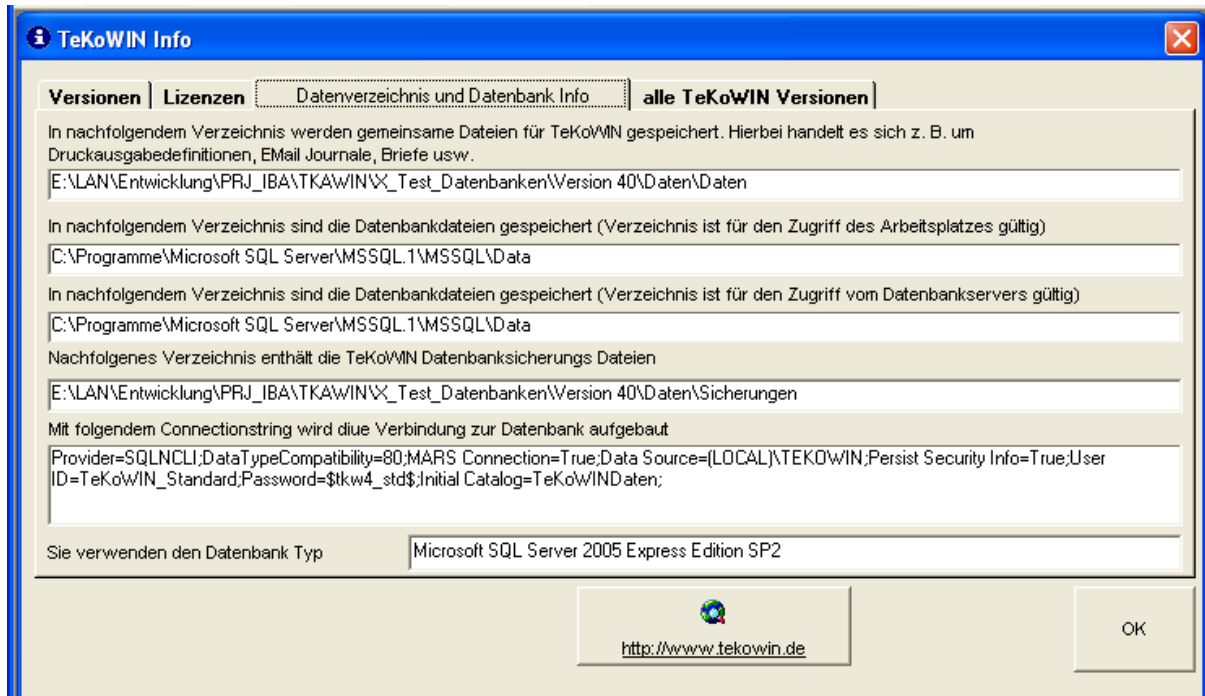 TeKoWIN Info
Versionen Lizenzen Datenverzeichnis und Datenbank Info alle TeKoWIN Versionen
In nachfolgendem Verzeichnis werden gemeinsame Dateien für TeKoWIN gespeichert. Hierbei handelt es sich z. B. um
Druckausgabedefinitionen, EMail Journale, Briefe usw.
E:\LAN\Entwicklung\PRJ_IBA\TKAWIN\X_Test_Datenbanken\Version 40\Daten\Daten
In nachfolgendem Verzeichnis sind die Datenbankdateien gespeichert (Verzeichnis ist für den Zugriff des Arbeitsplatzes gültig)
C:\Programme\Microsoft SQL Server\MSSQL.1\MSSQL\Data
In nachfolgendem Verzeichnis sind die Datenbankdateien gespeichert (Verzeichnis ist für den Zugriff vom Datenbankservers gültig)
C:\Programme\Microsoft SQL Server\MSSQL.1\MSSQL\Data
Nachfolgenes Verzeichnis enthält die TeKoWIN Datenbanksicherungs Dateien
E:\LAN\Entwicklung\PRJ_IBA\TKAWIN\X_Test_Datenbanken\Version 40\Daten\Sicherungen
Mit folgendem Connectionstring wird diue Verbindung zur Datenbank aufgebaut
Provider=SQLNCLI;DataTypeCompatibility=80;MARS Connection=True;Data Source=(LOCAL)\TEKOWIN;Persist Security Info=True;User
ID=TeKoWIN_Standard;Password=$tkw4_std$;Initial Catalog=TeKoWINDaten;
Sie verwenden den Datenbank Typ Microsoft SQL Server 2005 Express Edition SP2
http://www.tekowin.de
OK